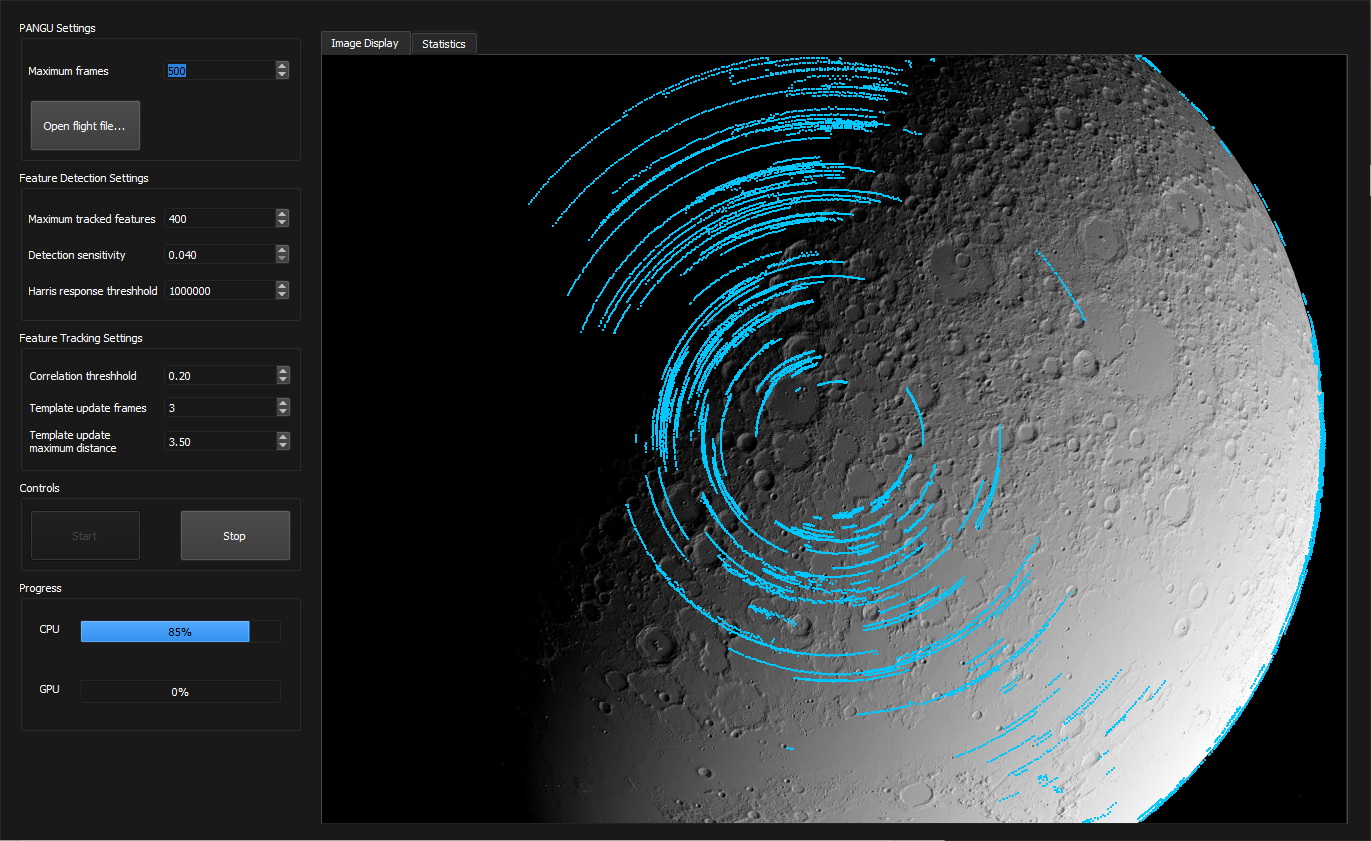 PANGU Settings
Maximum frames
500
Open flight file...
Feature Detection Settings
Maximum tracked features
400
Detection sensitivity
0.040
Harris response threshhold
1000000
Feature Tracking Settings
Correlation threshhold
0.20
Template update frames
3
Template update
maximum distance
3.50
Controls
Start
Stop
Progress
CPU
85%
GPU
0%
Image Display
Statistics